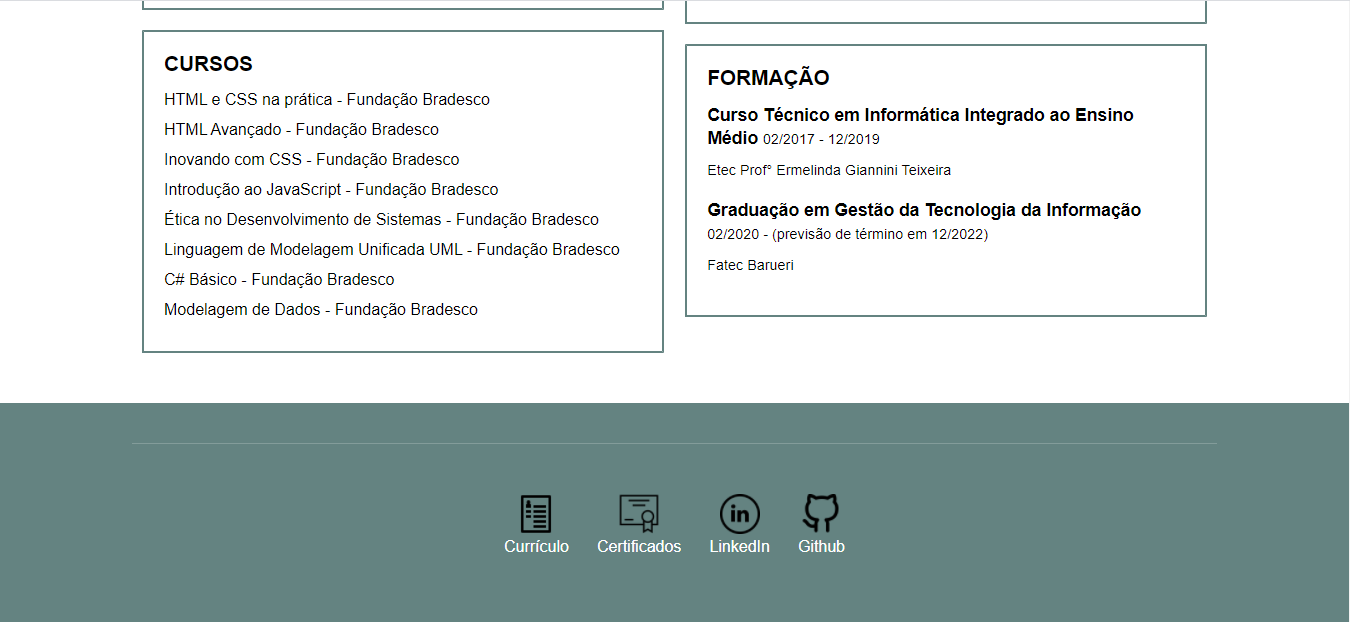 CURSOS
HTML e CSS na prática - Fundação Bradesco
HTML Avançado - Fundação Bradesco
Inovando com CSS - Fundação Bradesco
Introdução ao JavaScript - Fundação Bradesco
Ética no Desenvolvimento de Sistemas - Fundação Bradesco
Linguagem de Modelagem Unificada UML - Fundação Bradesco
C# Básico - Fundação Bradesco
Modelagem de Dados - Fundação Bradesco
FORMAÇÃO
Curso Técnico em Informática Integrado ao Ensino
Médio 02/2017 - 12/2019
Etec Profº Ermelinda Giannini Teixeira
Graduação em Gestão da Tecnologia da Informação
02/2020 - (previsão de término em 12/2022)
Fatec Barueri
in
Currículo Certificados LinkedIn Github